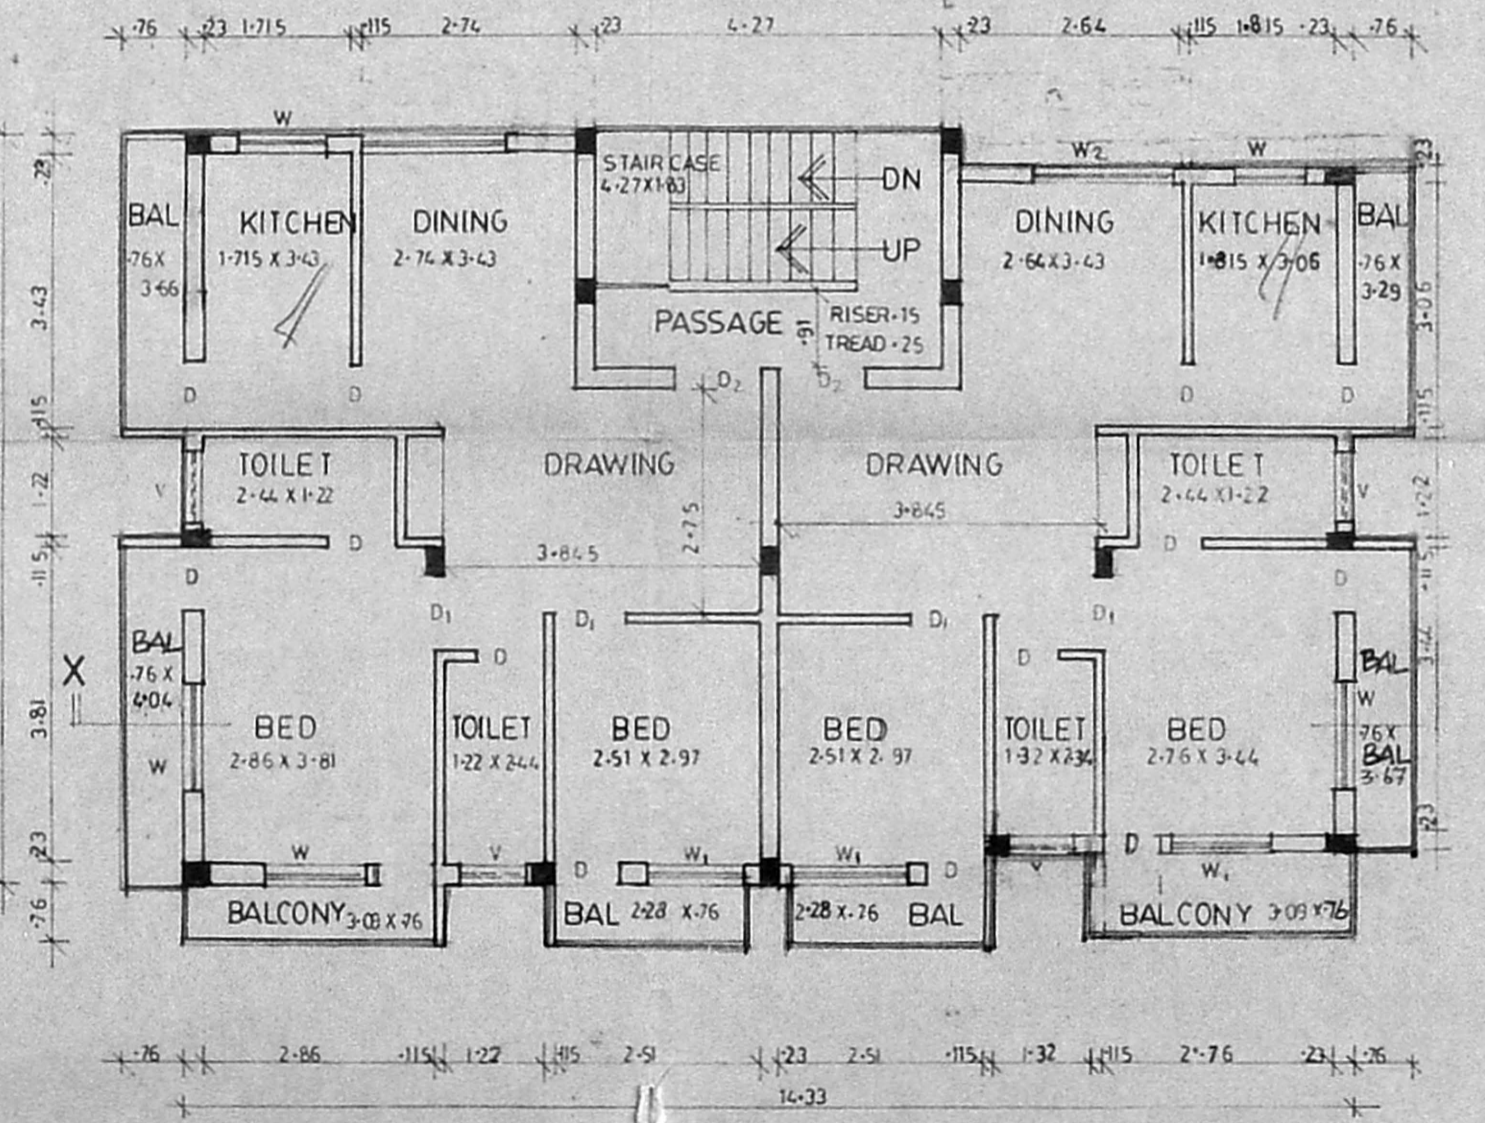 ·76 ·23 1·715 ·115 2·74 ·23 4·27 ·23 2·64 ·115 1·815 ·23 ·76
W
STAIR CASE
4·27X1·83
DN
UP
W2 W
BAL KITCHEN DINING
·76X 1·715 X 3·43 2·74 X 3·43
3·66
DINING KITCHEN BAL
2·64X3·43 1·815 X 3·06 ·76X
3·29
PASSAGE ·91 RISER·15
TREAD·25
·23 3·43 ·115 1·22 ·115 3·81 ·23 ·76
·23 3·06 ·115 1·22 ·115 3·44 ·23
D D D2 D2 D D
TOILET DRAWING DRAWING TOILET
2·44 X 1·22 2·44 X1·22
V 2·75 3·845 V
D 3·845 D
D D
D1 D1 D1 D1
BAL D D BAL
·76 X W
4·04
X
BED TOILET BED BED TOILET BED ·76X
2·86 X 3·81 1·22 X 2·44 2·51 X 2·97 2·51 X 2·97 1·32 X2·34 2·76 X 3·44 BAL
W 3·67
W V D W1 W1 D V D W1
BALCONY 3·09 X ·76 BAL 2·28 X·76 2·28 X·76 BAL BALCONY 3·09 X·76
·76 2·86 ·115 1·22 ·115 2·51 ·23 2·51 ·115 1·32 ·115 2·76 ·23 ·76
14·33